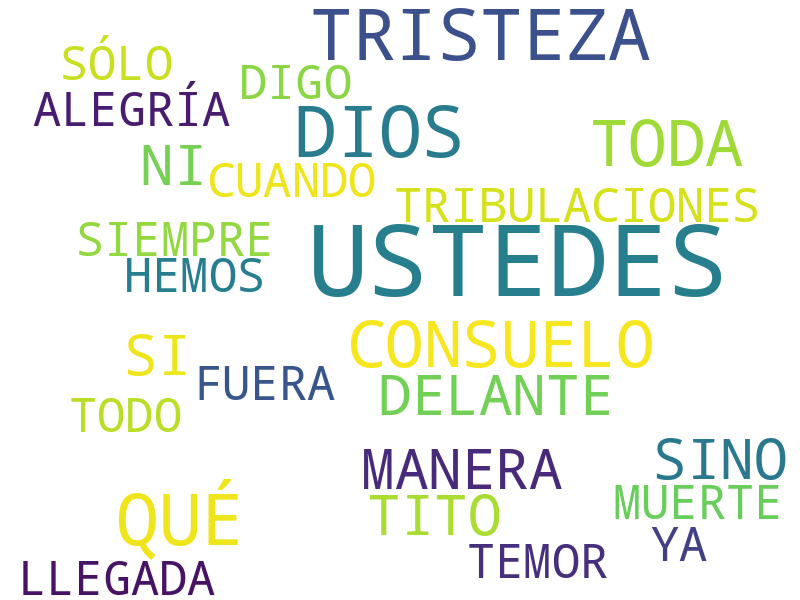 TRISTEZA
SÓLO
DIGO
ALEGRÍA
DIOS
TODA
NI
CUANDO
TRIBULACIONES
SIEMPRE
USTEDES
HEMOS
CONSUELO
SI
FUERA
DELANTE
TODO
MANERA
SINO
QUÉ
TITO
MUERTE
YA
TEMOR
LLEGADA